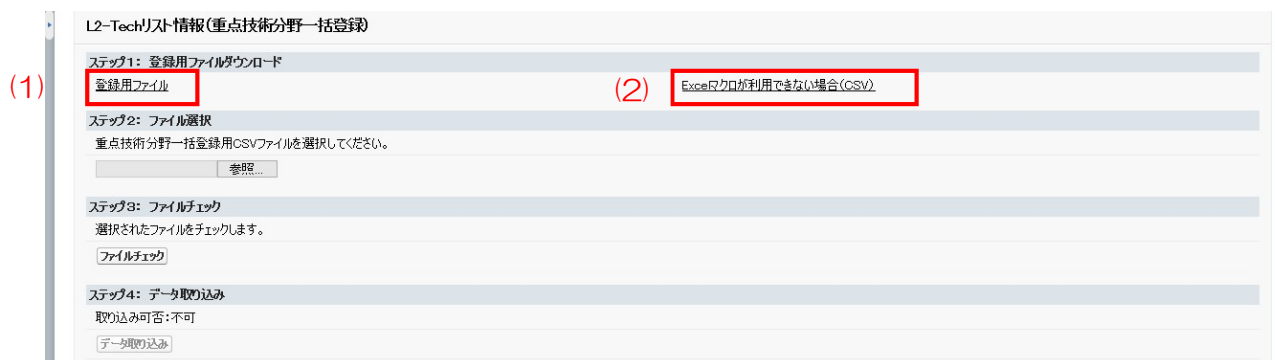 L2-Techリスト情報(重点技術分野一括登録)
ステップ1: 登録用ファイルダウンロード
(1) 登録用ファイル (2) Excelマクロが利用できない場合(CSV)
ステップ2: ファイル選択
重点技術分野一括登録用CSVファイルを選択してください。
参照...
ステップ3: ファイルチェック
選択されたファイルをチェックします。
ファイルチェック
ステップ4: データ取り込み
取り込み可否:不可
データ取り込み